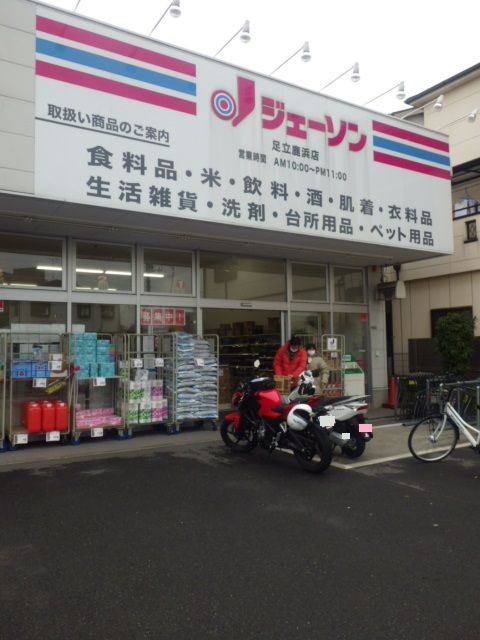 ジェーソン
足立鹿浜店
営業時間 AM10:00~PM11:00
取扱い商品のご案内
食料品・米・飲料・酒・肌着・衣料品
生活雑貨・洗剤・台所用品・ペット用品
募集中!